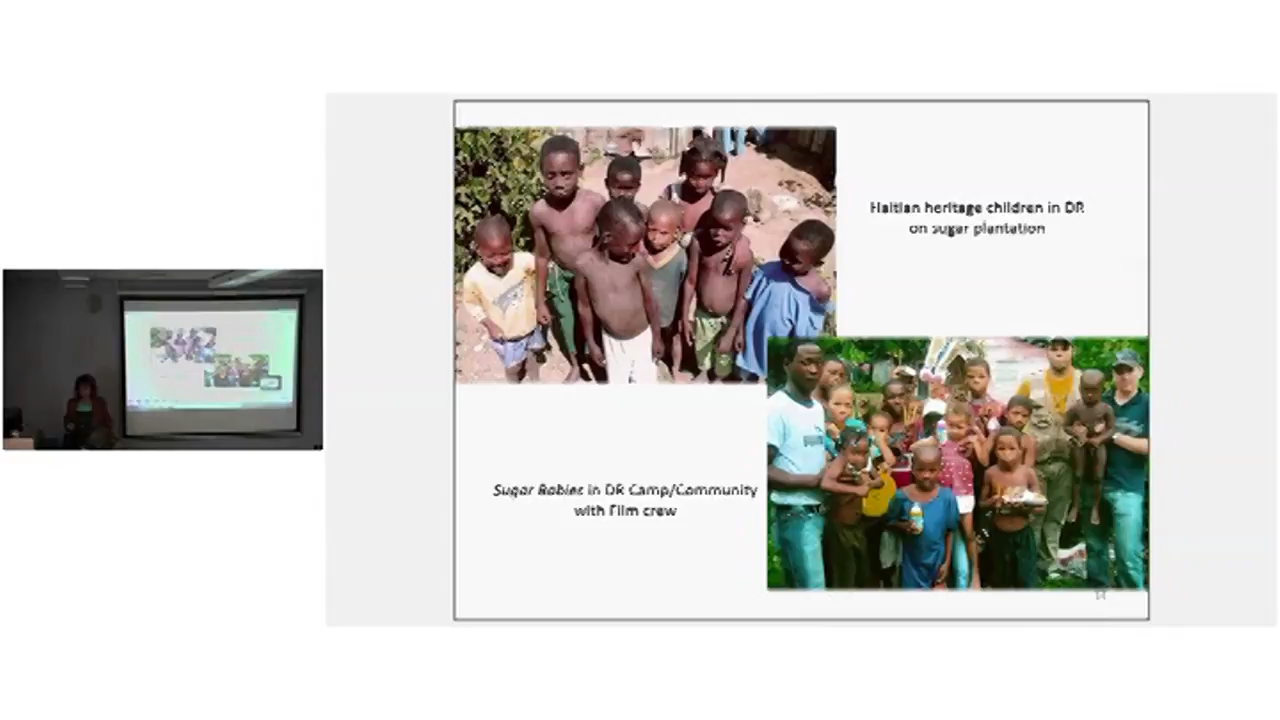 Haitian heritage children in DR
on sugar plantation
Sugar Babies in DR Camp/Community
with Film crew